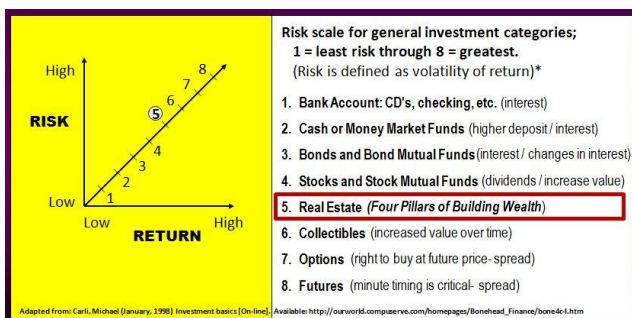 High
RISK
Low
1
2
3
4
5
6
7
8
Low
High
RETURN
Risk scale for general investment categories;
1 = least risk through 8 = greatest.
(Risk is defined as volatility of return)*
1. Bank Account: CD's, checking, etc. (interest)
2. Cash or Money Market Funds (higher deposit / interest)
3. Bonds and Bond Mutual Funds (interest / changes in interest)
4. Stocks and Stock Mutual Funds (dividends / increase value)
5. Real Estate (Four Pillars of Building Wealth)
6. Collectibles (increased value over time)
7. Options (right to buy at future price- spread)
8. Futures (minute timing is critical- spread)
Adapted from: Carli, Michael (January, 1998) Investment basics [On-line]. Available: http://ourworld.compuserve.com/homepages/Bonehead_Finance/bone4c-l.htm